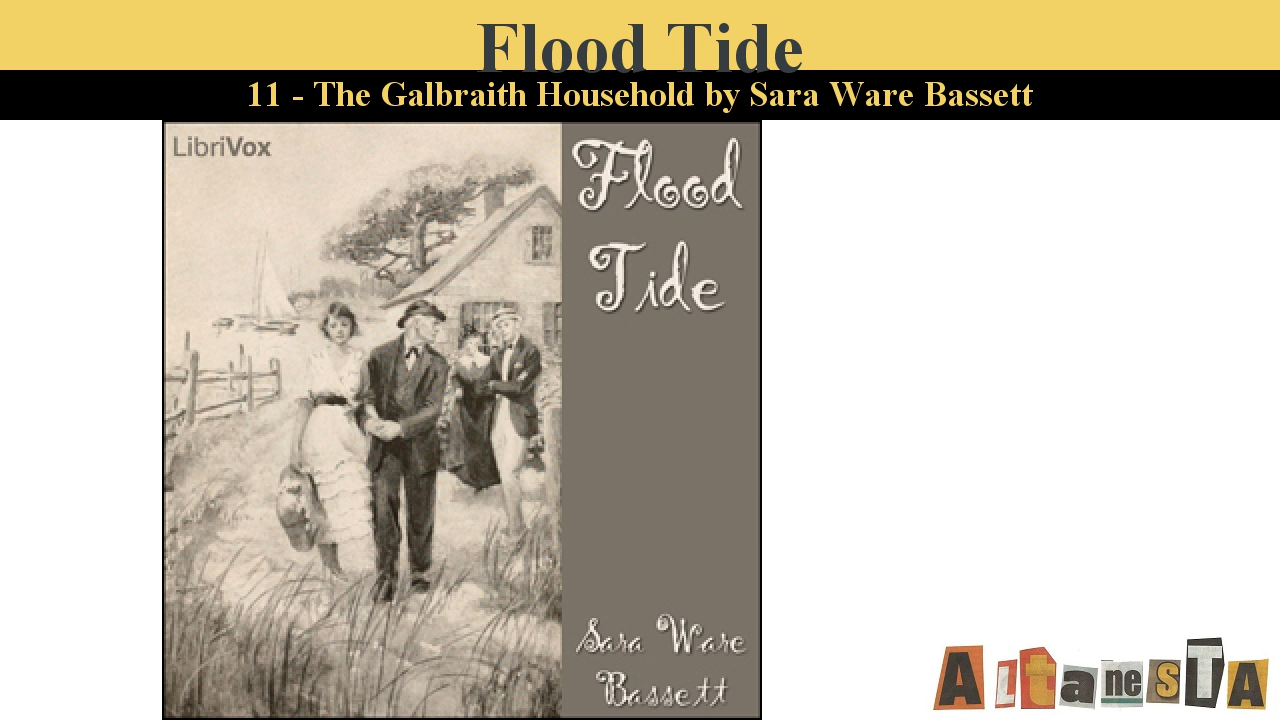 Flood Tide
11 - The Galbraith Household by Sara Ware Bassett
LibriVox
Flood
Tide
Sara Ware
Bassett
AltanesTA